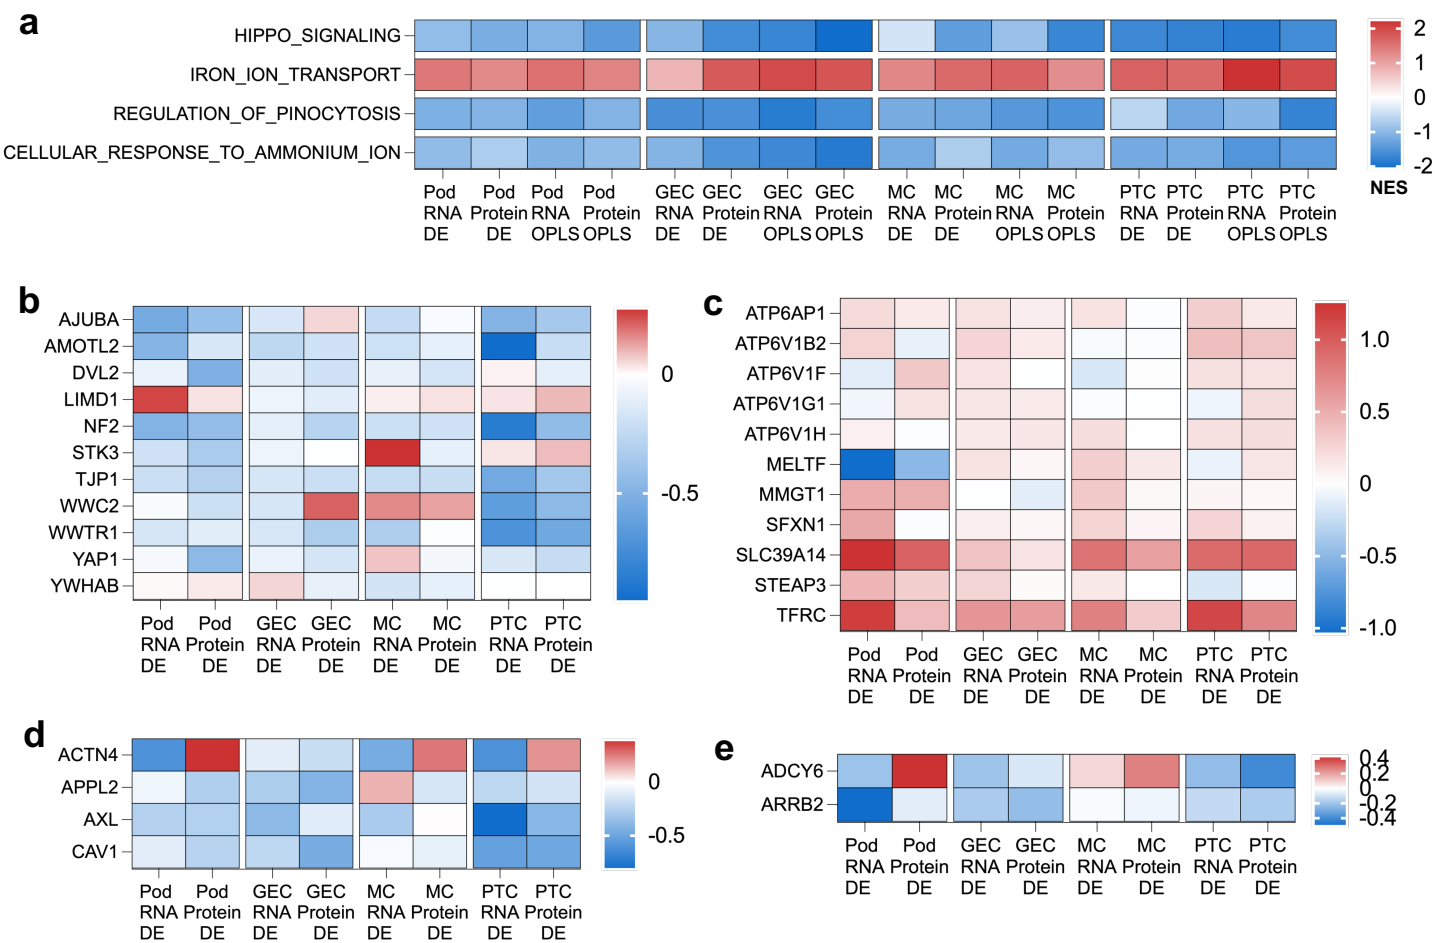 a
HIPPO_SIGNALING
IRON_ION_TRANSPORT
REGULATION_OF_PINOCYTOSIS
CELLULAR_RESPONSE_TO_AMMONIUM_ION
Pod Pod Pod Pod GEC GEC GEC GEC MC MC MC MC PTC PTC PTC PTC
RNA Protein RNA Protein RNA Protein RNA Protein RNA Protein RNA Protein RNA Protein RNA Protein
DE DE OPLS OPLS DE DE OPLS OPLS DE DE OPLS OPLS DE DE OPLS OPLS
2
1
0
-1
-2
NES
b
AJUBA
AMOTL2
DVL2
LIMD1
NF2
STK3
TJP1
WWC2
WWTR1
YAP1
YWHAB
Pod Pod GEC GEC MC MC PTC PTC
RNA Protein RNA Protein RNA Protein RNA Protein
DE DE DE DE DE DE DE DE
0
-0.5
c
ATP6AP1
ATP6V1B2
ATP6V1F
ATP6V1G1
ATP6V1H
MELTF
MMGT1
SFXN1
SLC39A14
STEAP3
TFRC
Pod Pod GEC GEC MC MC PTC PTC
RNA Protein RNA Protein RNA Protein RNA Protein
DE DE DE DE DE DE DE DE
1.0
0.5
0
-0.5
-1.0
d
ACTN4
APPL2
AXL
CAV1
Pod Pod GEC GEC MC MC PTC PTC
RNA Protein RNA Protein RNA Protein RNA Protein
DE DE DE DE DE DE DE DE
0
-0.5
e
ADCY6
ARRB2
Pod Pod GEC GEC MC MC PTC PTC
RNA Protein RNA Protein RNA Protein RNA Protein
DE DE DE DE DE DE DE DE
0.4
0.2
0
-0.2
-0.4